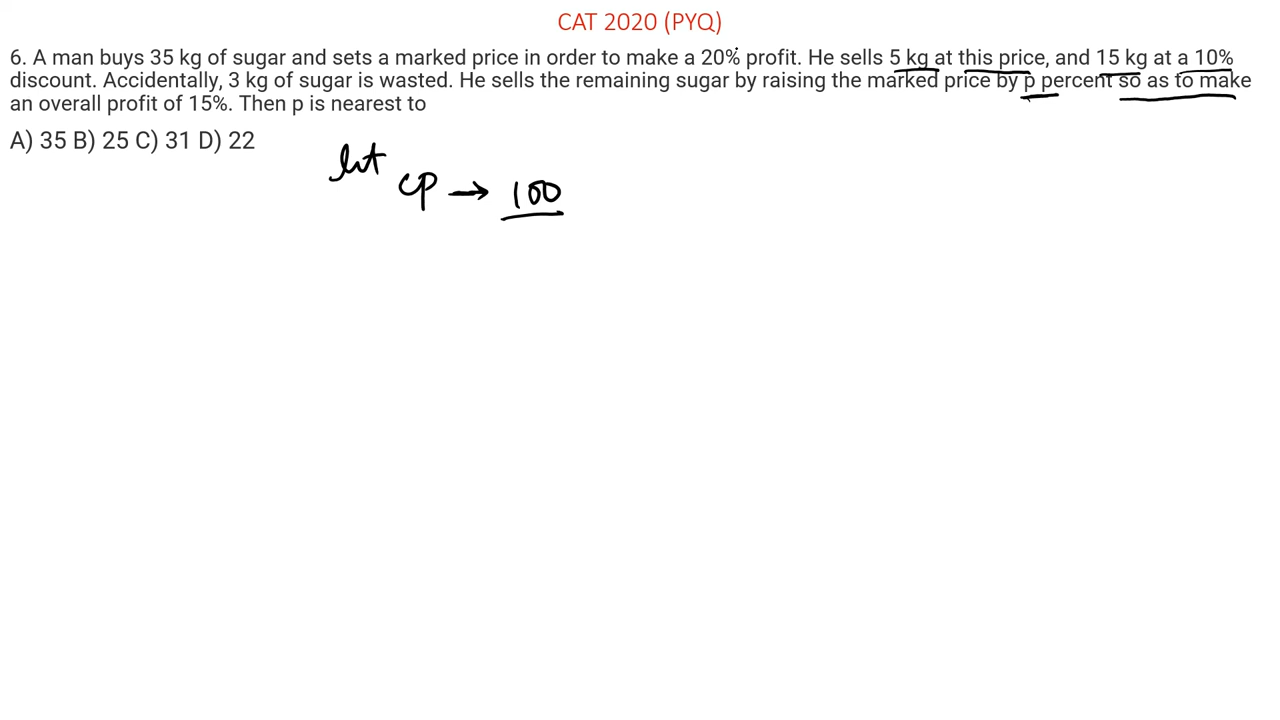 CAT 2020 (PYQ)
6. A man buys 35 kg of sugar and sets a marked price in order to make a 20% profit. He sells 5 kg at this price, and 15 kg at a 10%
discount. Accidentally, 3 kg of sugar is wasted. He sells the remaining sugar by raising the marked price by p percent so as to make
an overall profit of 15%. Then p is nearest to
A) 35 B) 25 C) 31 D) 22
let
CP → 100